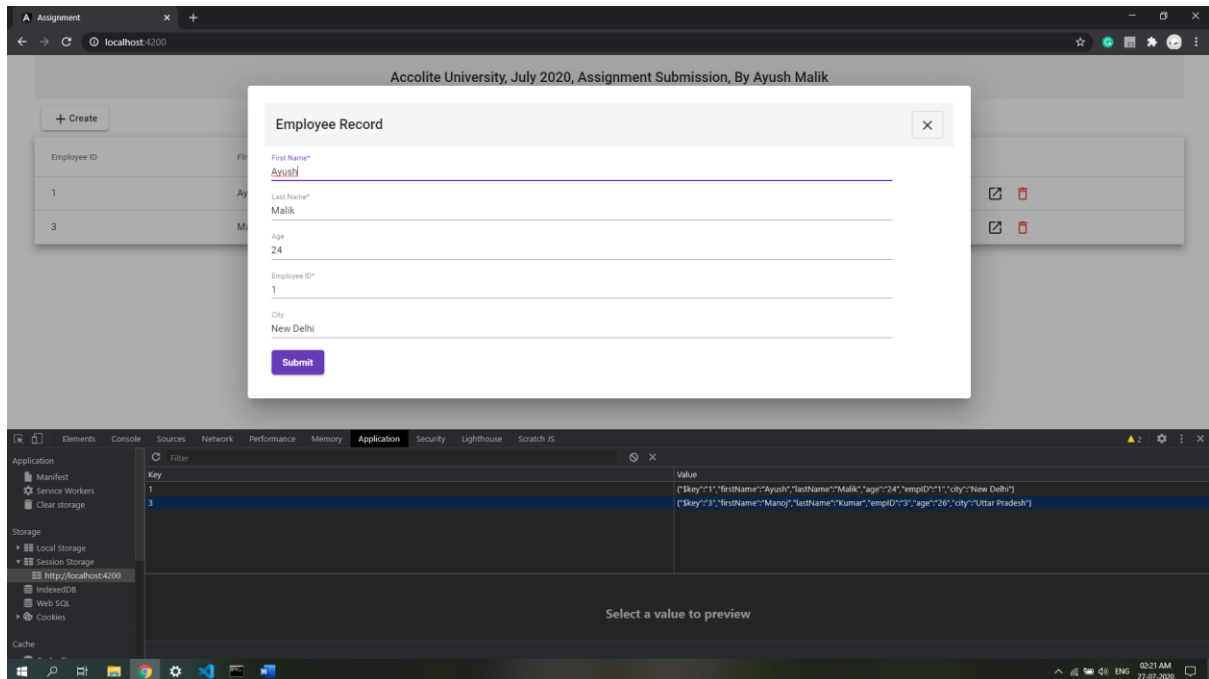 Assignment
localhost:4200
Accolite University, July 2020, Assignment Submission, By Ayush Malik
+ Create
Employee ID
Fir
1
Ay
3
Ma
Employee Record
First Name*
Ayush
Last Name*
Malik
Age
24
Employee ID*
1
City
New Delhi
Submit
Elements Console Sources Network Performance Memory Application Security Lighthouse Scratch JS
2
Application
Manifest
Service Workers
Clear storage
Storage
Local Storage
Session Storage
http://localhost:4200
IndexedDB
Web SQL
Cookies
Cache
Filter
Key Value
1 {"$key":"1","firstName":"Ayush","lastName":"Malik","age":"24","empID":"1","city":"New Delhi"}
3 {"$key":"3","firstName":"Manoj","lastName":"Kumar","empID":"3","age":"26","city":"Uttar Pradesh"}
Select a value to preview
ENG
02:21 AM
27-07-2020